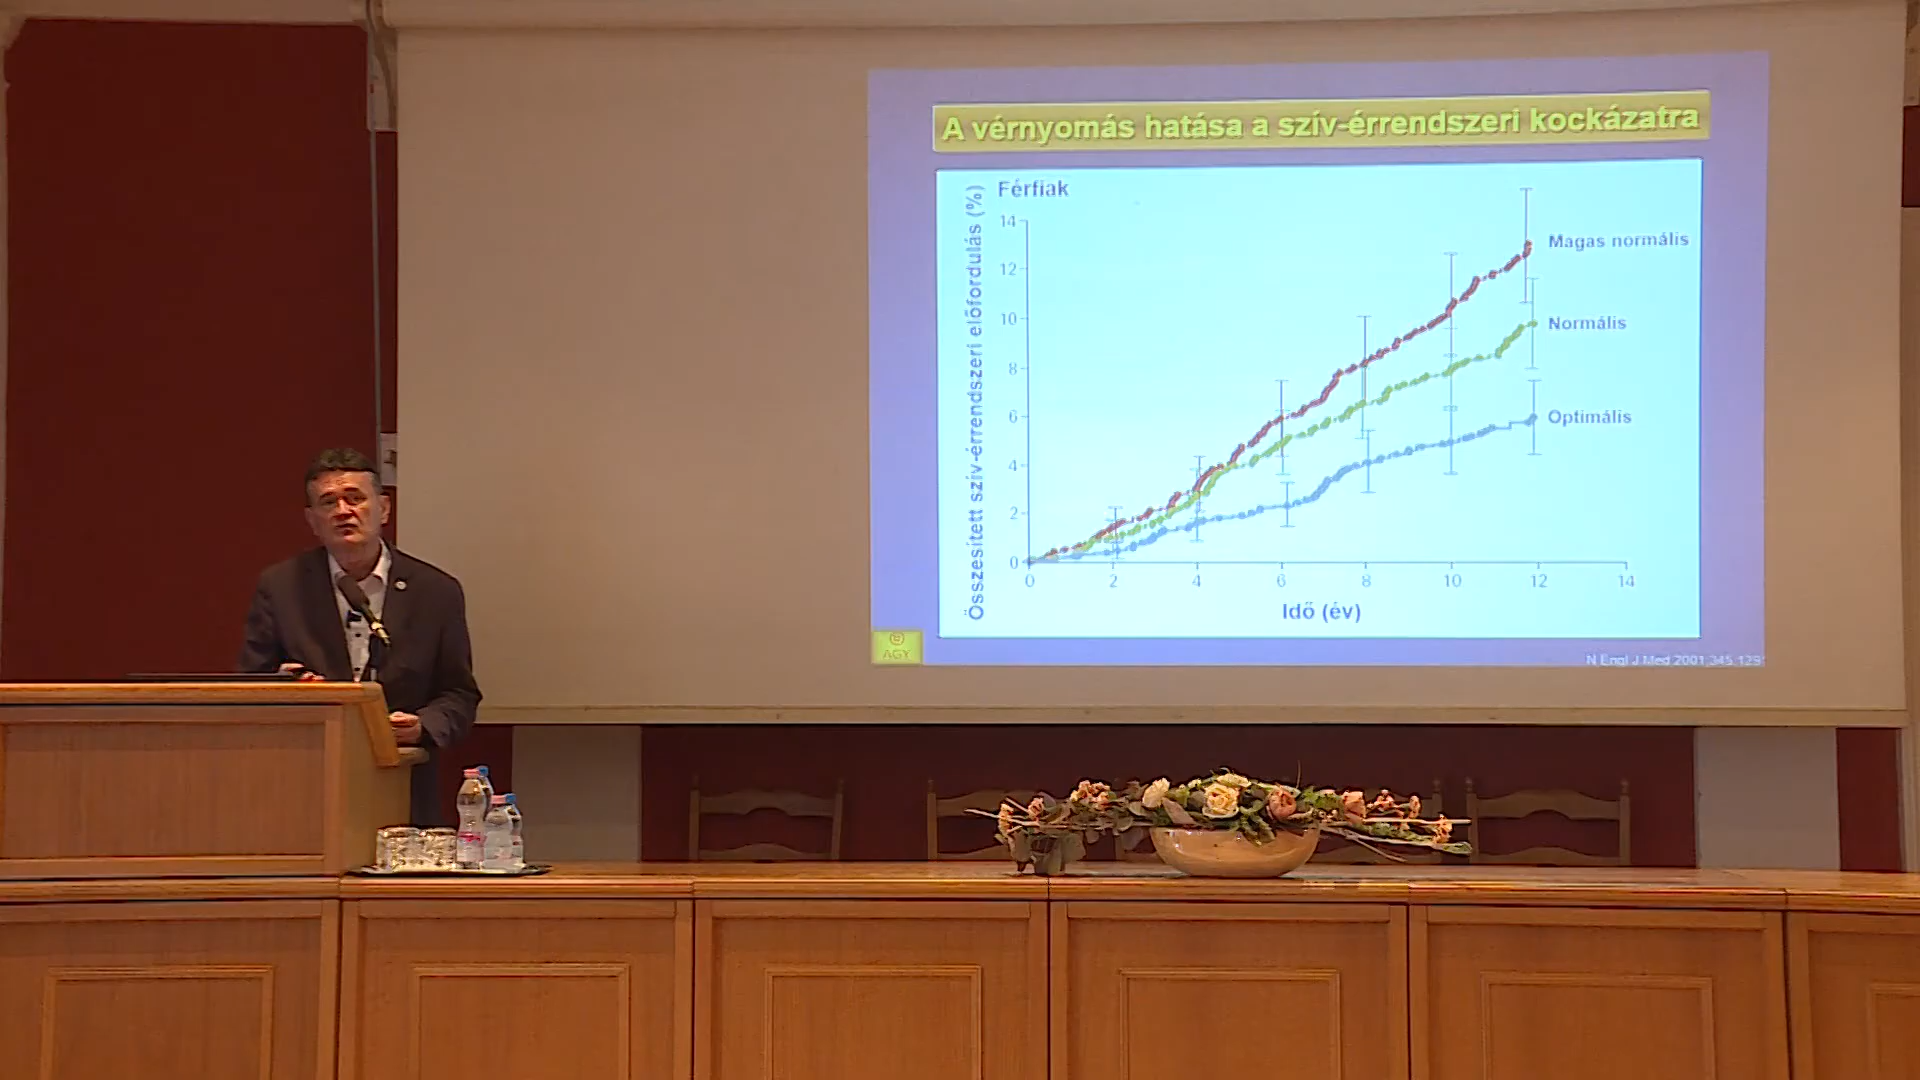 A vérnyomás hatása a szív-érrendszeri kockázatra
Férfiak
Összesített szív-érrendszeri előfordulás (%)
14
12
10
8
6
4
2
0
Magas normális
Normális
Optimális
0 2 4 6 8 10 12 14
Idő (év)
AGY
N Engl J Med 2001 345 129